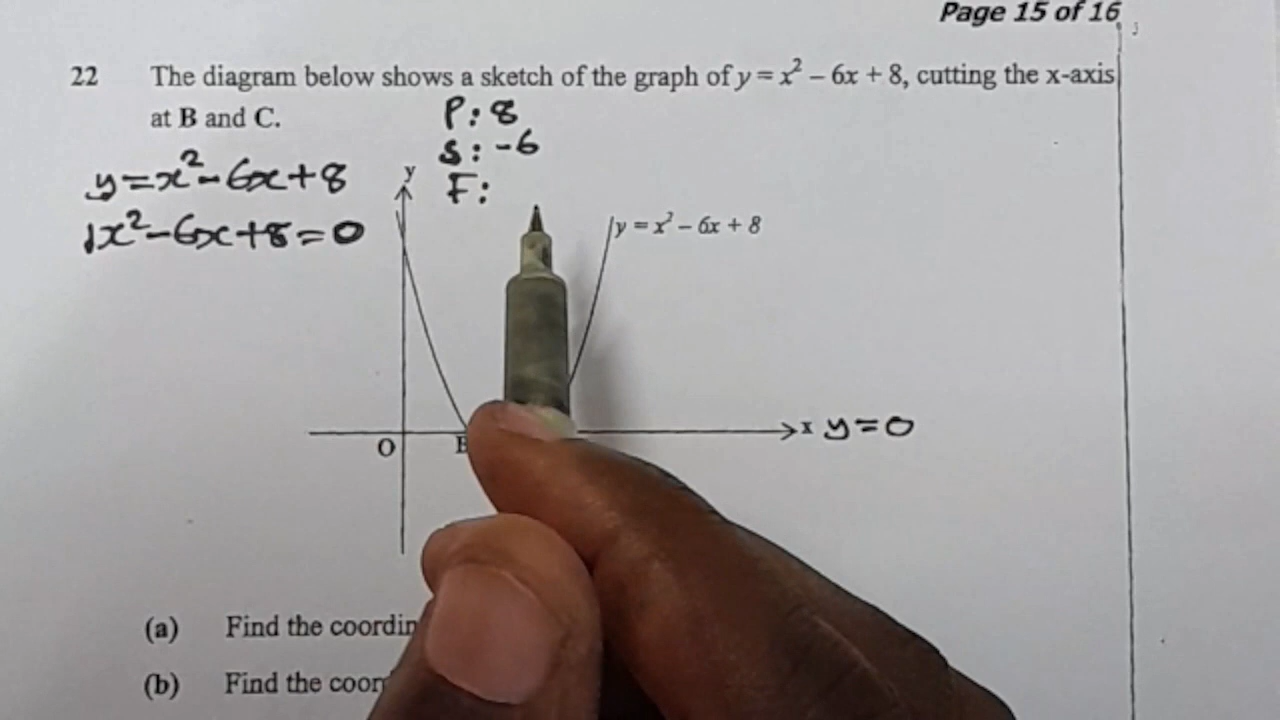 Page 15 of 16
22 The diagram below shows a sketch of the graph of y = x² – 6x + 8, cutting the x-axis
at B and C.
P: 8
S: -6
F:
y=x²-6x+8
1x²-6x+8=0
y
y = x² – 6x + 8
O
x y=0
(a) Find the
(b) Find the